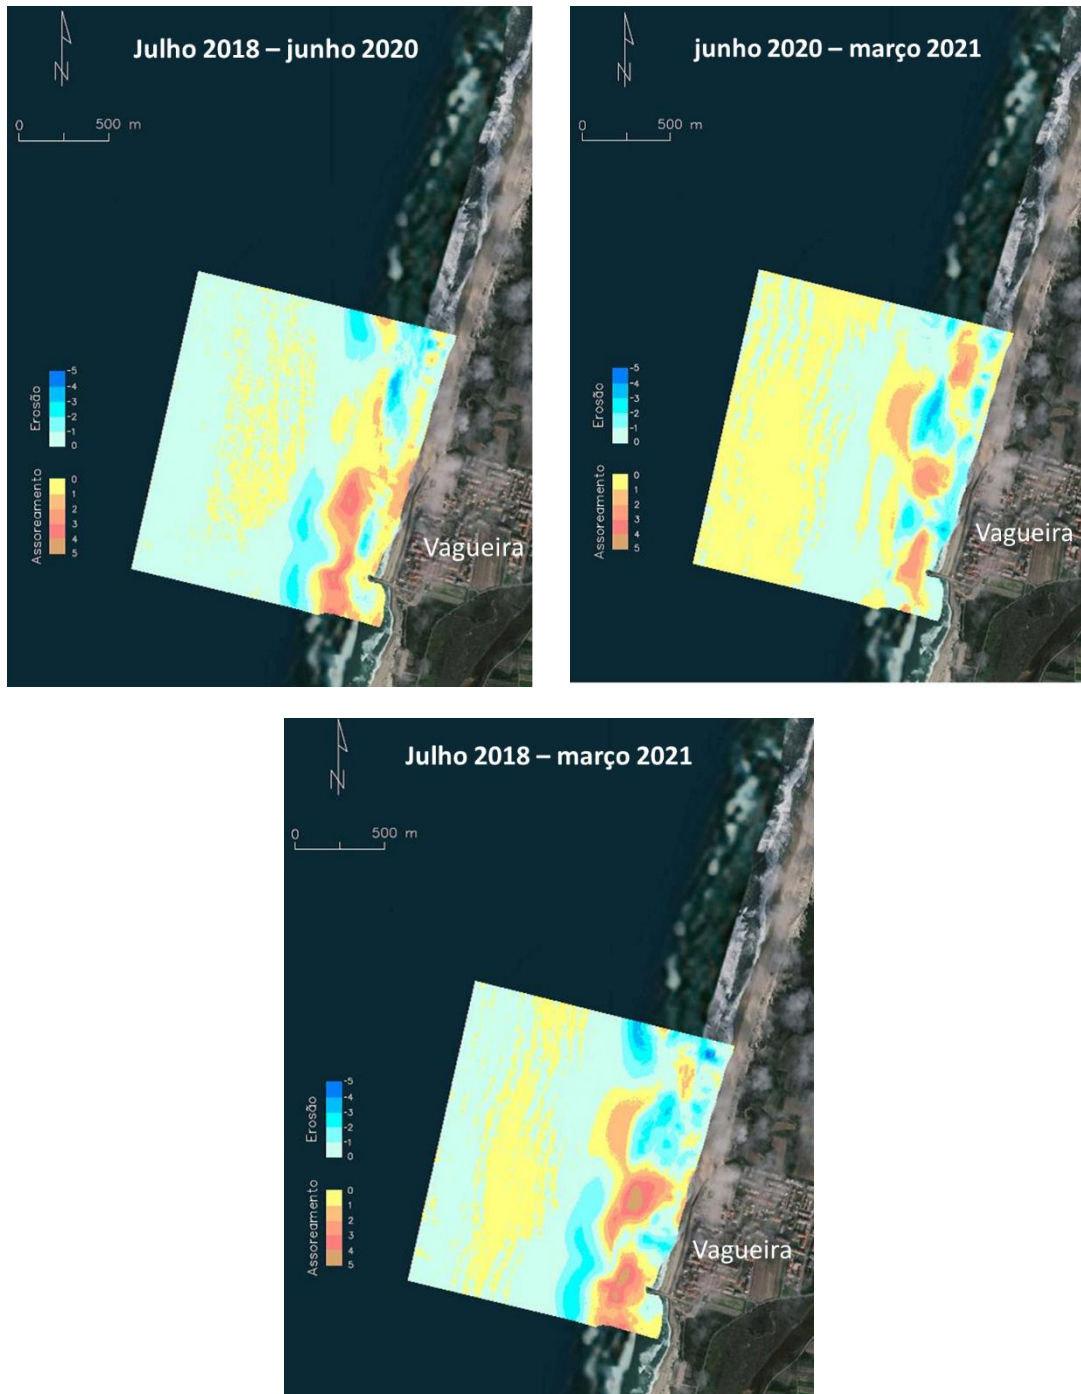 Julho 2018 – junho 2020
N
0 500 m
Erosão
-5
-4
-3
-2
-1
0
Assoreamento
0
1
2
3
4
5
Vagueira
junho 2020 – março 2021
N
0 500 m
Erosão
-5
-4
-3
-2
-1
0
Assoreamento
0
1
2
3
4
5
Vagueira
Julho 2018 – março 2021
N
0 500 m
Erosão
-5
-4
-3
-2
-1
0
Assoreamento
0
1
2
3
4
5
Vagueira